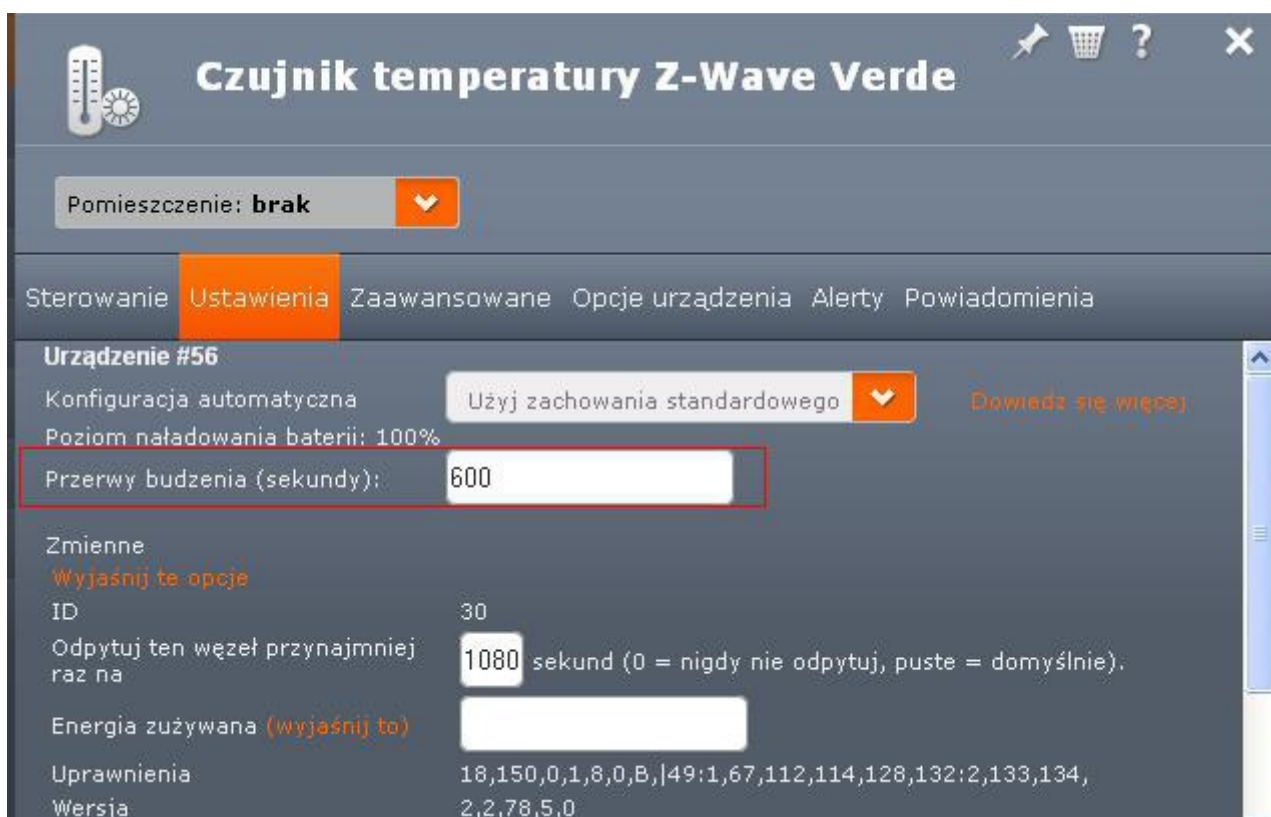 ?
Czujnik temperatury Z-Wave Verde
Pomieszczenie: brak
Sterowanie Ustawienia Zaawansowane Opcje urządzenia Alerty Powiadomienia
Urządzenie #56
Konfiguracja automatyczna Użyj zachowania standardowego Dowiedz się więcej
Poziom naładowania baterii: 100%
Przerwy budzenia (sekundy): 600
Zmienne
Wyjaśnij te opcje
ID 30
Odpytuj ten węzeł przynajmniej
raz na 1080 sekund (0 = nigdy nie odpytuj, puste = domyślnie).
Energia zużywana (wyjaśnij to)
Uprawnienia 18,150,0,1,8,0,B,|49:1,67,112,114,128,132:2,133,134,
Wersja 2,2,78,5,0